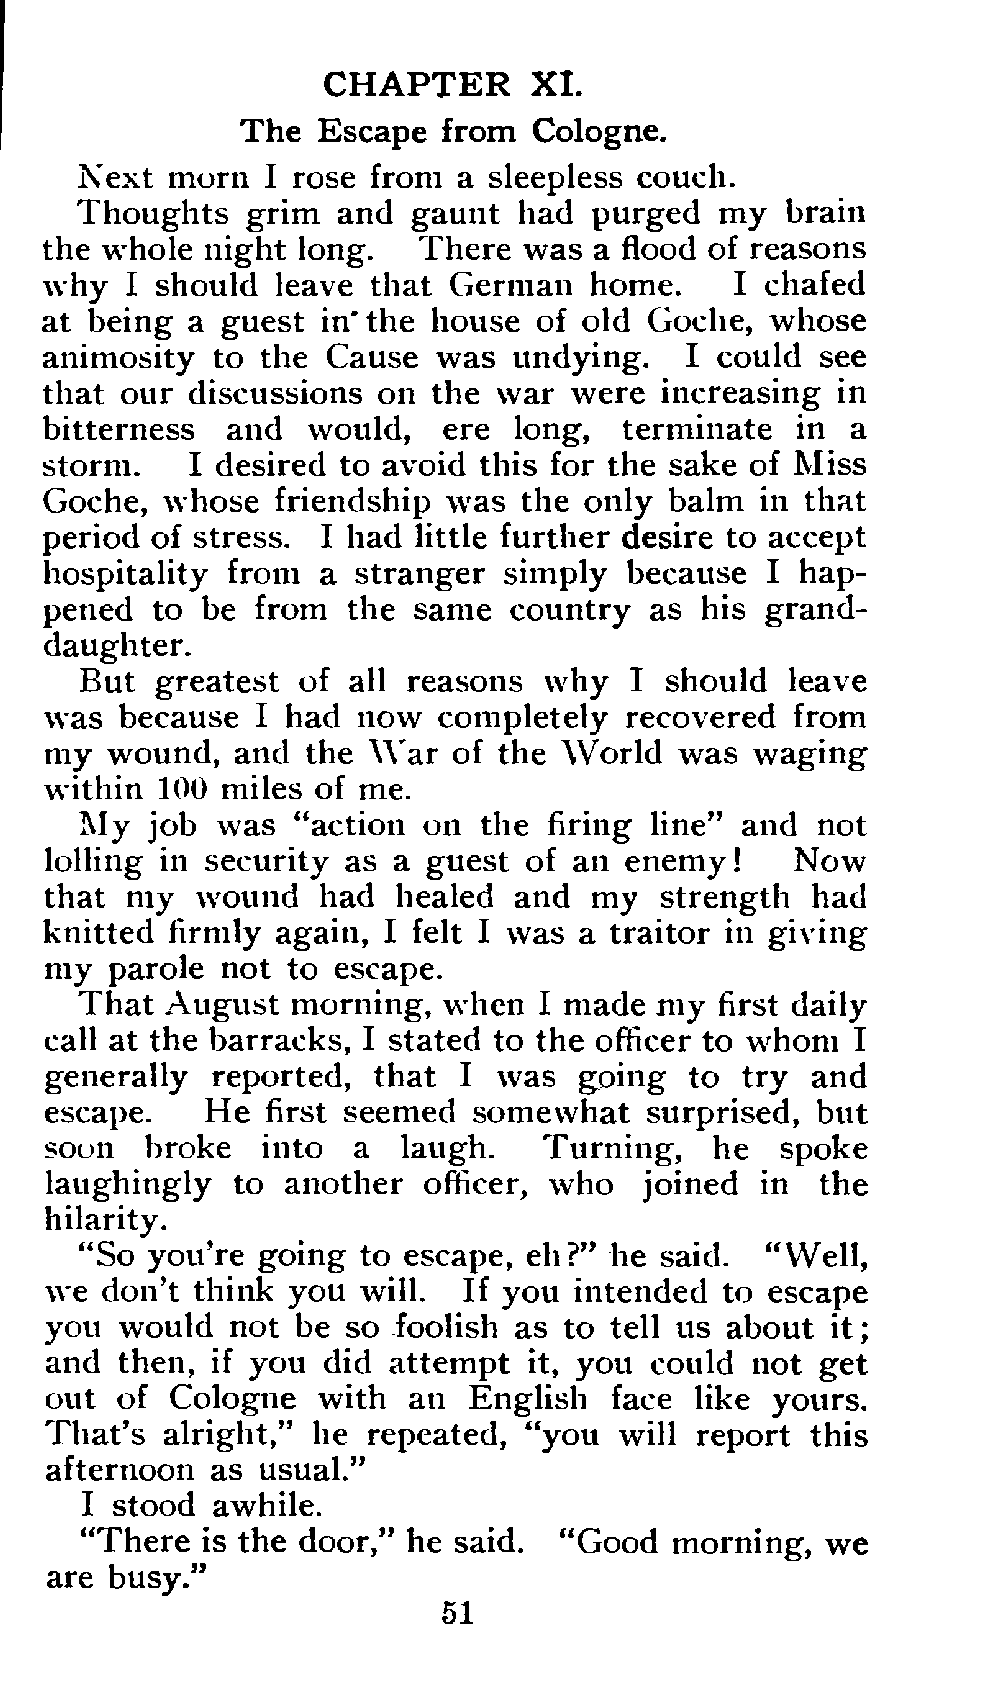 CHAPTER XI.
The Escape from Cologne.
Next morn I rose from a sleepless couch.
Thoughts grim and gaunt had purged my brain
the whole night long. There was a flood of reasons
why I should leave that German home. I chafed
at being a guest in the house of old Goche, whose
animosity to the Cause was undying. I could see
that our discussions on the war were increasing in
bitterness and would, ere long, terminate in a
storm. I desired to avoid this for the sake of Miss
Goche, whose friendship was the only balm in that
period of stress. I had little further desire to accept
hospitality from a stranger simply because I hap-
pened to be from the same country as his grand-
daughter.
But greatest of all reasons why I should leave
was because I had now completely recovered from
my wound, and the War of the World was waging
within 100 miles of me.
My job was "action on the firing line" and not
lolling in security as a guest of an enemy! Now
that my wound had healed and my strength had
knitted firmly again, I felt I was a traitor in giving
my parole not to escape.
That August morning, when I made my first daily
call at the barracks, I stated to the officer to whom I
generally reported, that I was going to try and
escape. He first seemed somewhat surprised, but
soon broke into a laugh. Turning, he spoke
laughingly to another officer, who joined in the
hilarity.
"So you're going to escape, eh?" he said. "Well,
we don't think you will. If you intended to escape
you would not be so foolish as to tell us about it;
and then, if you did attempt it, you could not get
out of Cologne with an English face like yours.
That's alright," he repeated, "you will report this
afternoon as usual."
I stood awhile.
"There is the door," he said. "Good morning, we
are busy."
51